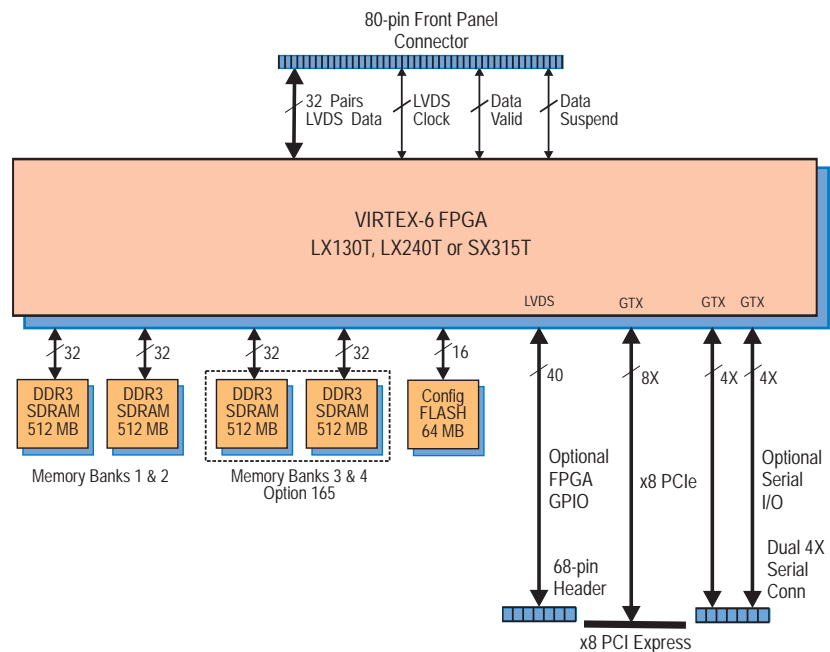 80-pin Front Panel
Connector
32 Pairs
LVDS Data
LVDS
Clock
Data
Valid
Data
Suspend
VIRTEX-6 FPGA
LX130T, LX240T or SX315T
LVDS
GTX
GTX
GTX
32
32
32
32
16
40
8X
4X
4X
DDR3
SDRAM
512 MB
DDR3
SDRAM
512 MB
DDR3
SDRAM
512 MB
DDR3
SDRAM
512 MB
Config
FLASH
64 MB
Memory Banks 1 & 2
Memory Banks 3 & 4
Option 165
Optional
FPGA
GPIO
x8 PCIe
Optional
Serial
I/O
68-pin
Header
Dual 4X
Serial
Conn
x8 PCI Express